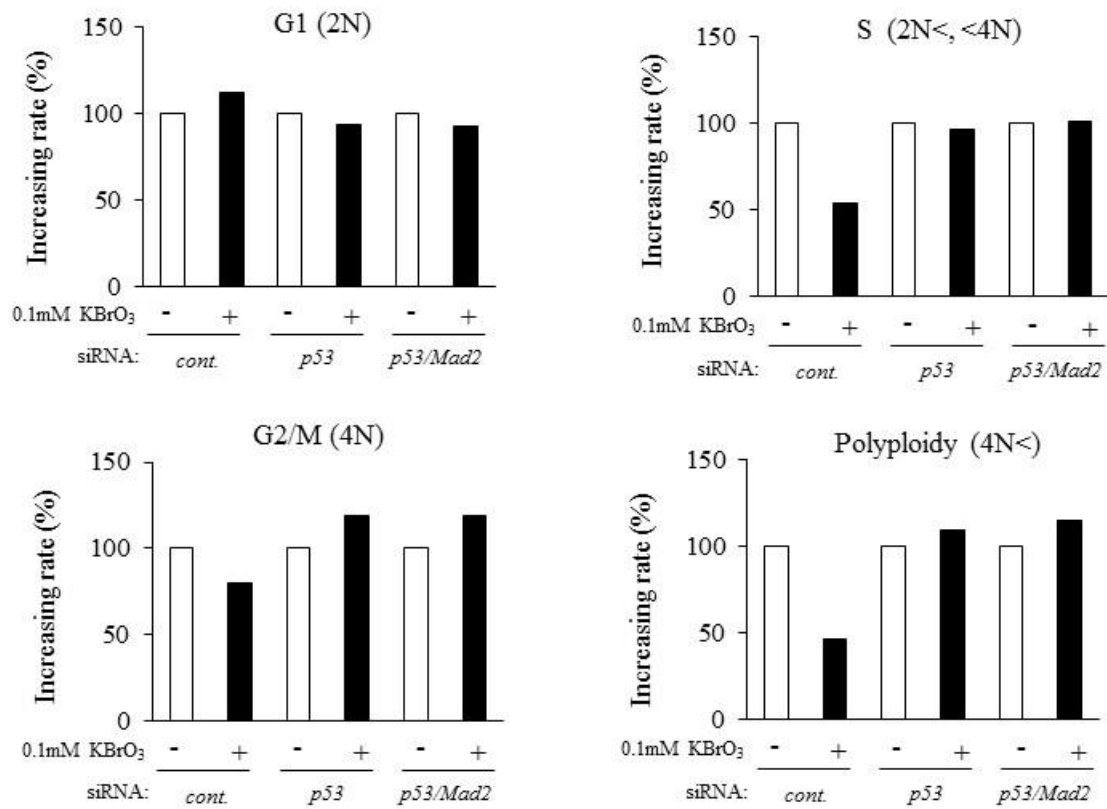 G1 (2N)
Increasing rate (%)
150
100
50
0
0.1mM KBrO₃ - + - + - +
siRNA: cont. p53 p53/Mad2
S (2N<, <4N)
Increasing rate (%)
150
100
50
0
0.1mM KBrO₃ - + - + - +
siRNA: cont. p53 p53/Mad2
G2/M (4N)
Increasing rate (%)
150
100
50
0
0.1mM KBrO₃ - + - + - +
siRNA: cont. p53 p53/Mad2
Polyploidy (4N<)
Increasing rate (%)
150
100
50
0
0.1mM KBrO₃ - + - + - +
siRNA: cont. p53 p53/Mad2